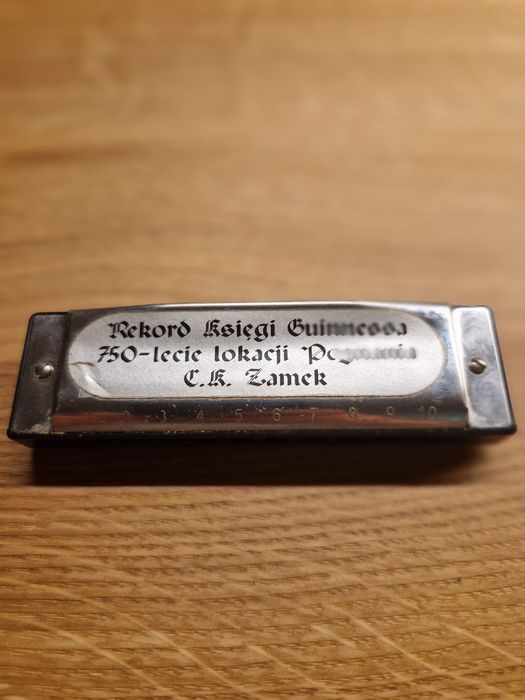 Rekord Księgi Guinnessa
750-lecie lokacji
C.K. Zamek
3 4 5 6 7 8 9 10